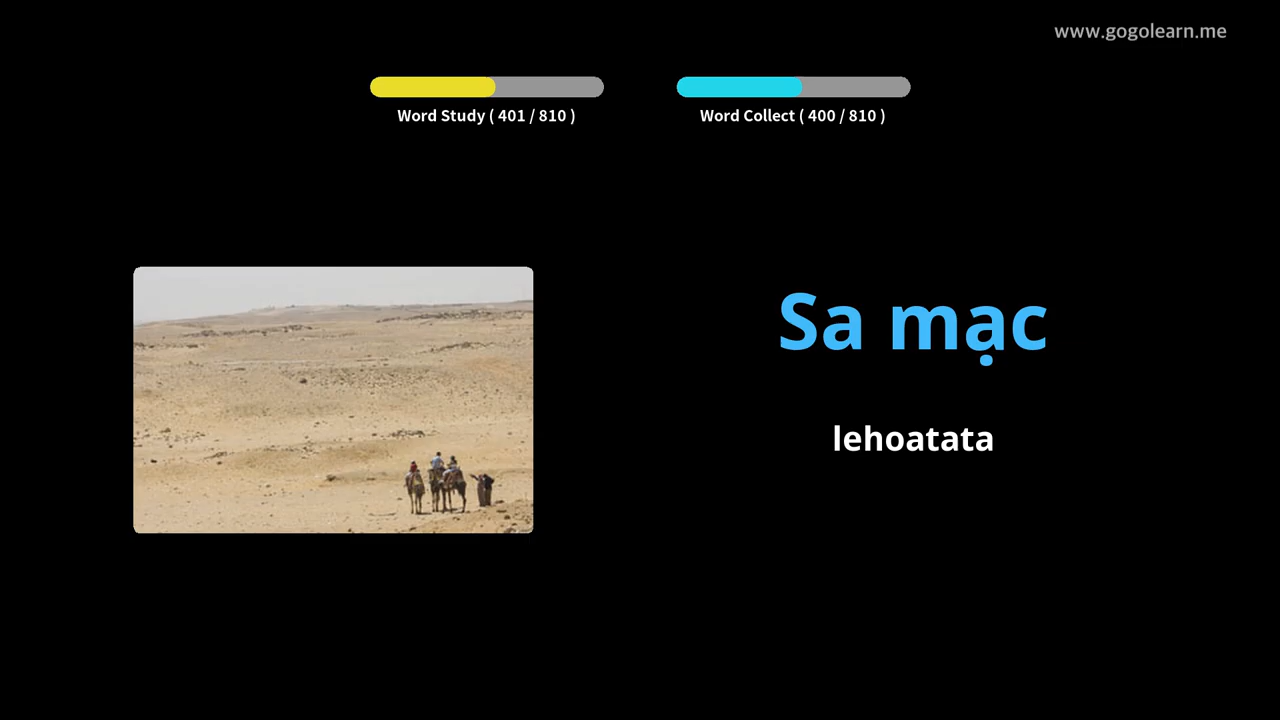 www.gogolearn.me
Word Study ( 401 / 810 )
Word Collect ( 400 / 810 )
Sa mạc
lehoatata